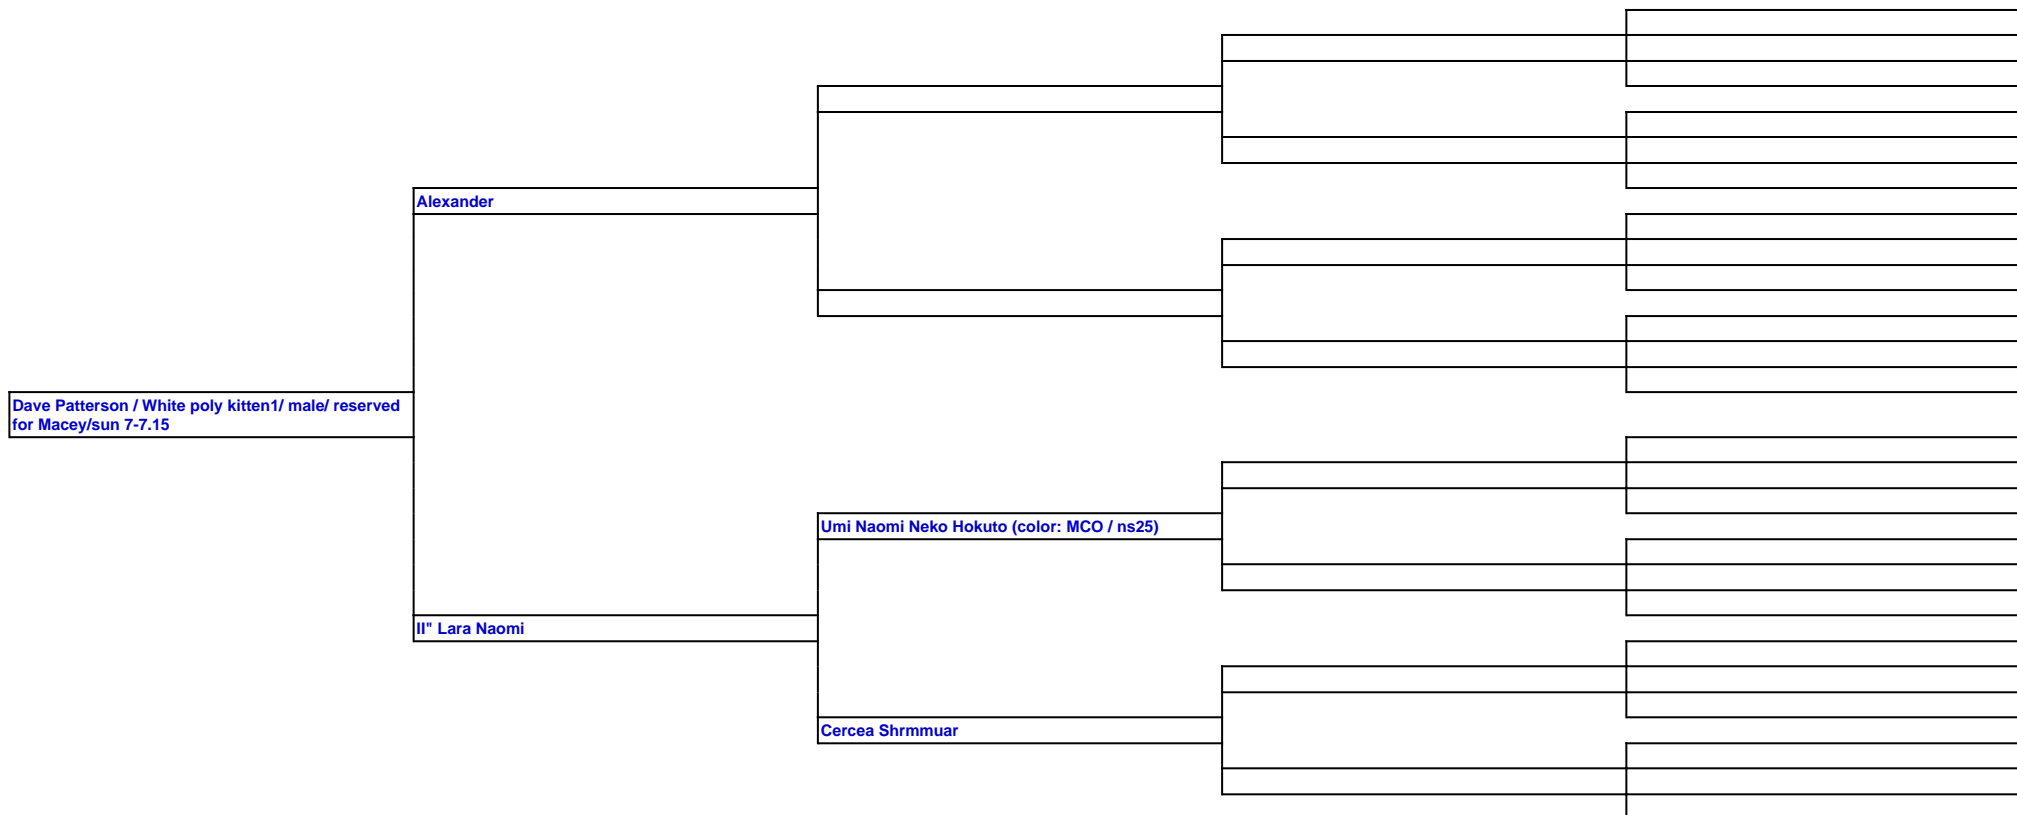 Alexander
Dave Patterson / White poly kitten1/ male/ reserved
for Macey/sun 7-7.15
Umi Naomi Neko Hokuto (color: MCO / ns25)
II" Lara Naomi
Cercea Shrmmuar